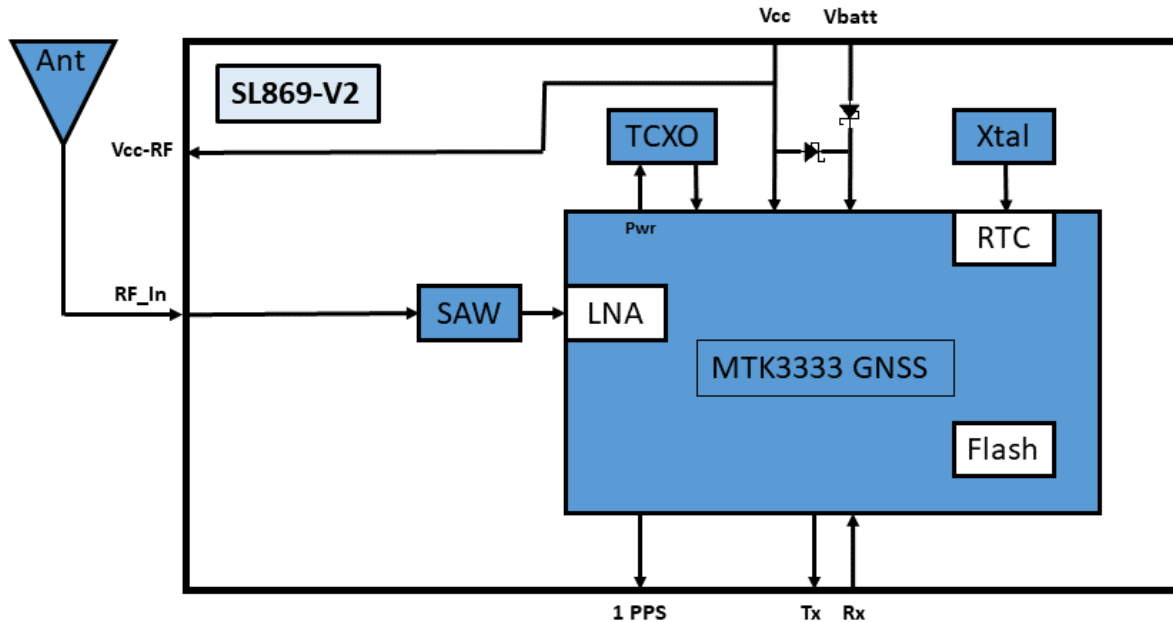 Vcc
Vbatt
Ant
SL869-V2
TCXO
Xtal
Vcc-RF
Pwr
RTC
RF_In
SAW
LNA
MTK3333 GNSS
Flash
1 PPS
Tx
Rx